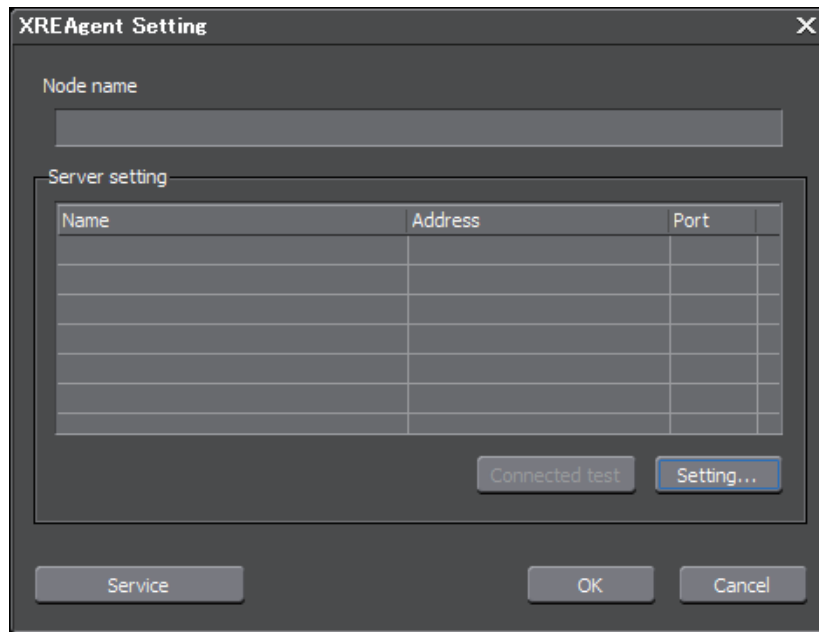 XREAgent Setting
Node name
Server setting
Name Address Port
Connected test Setting...
Service OK Cancel